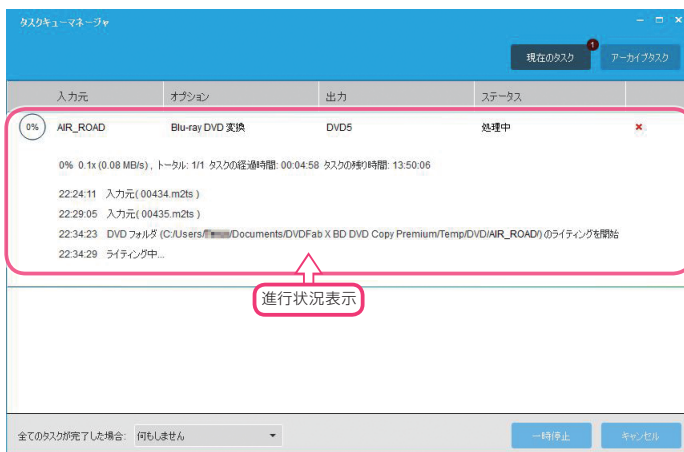 タスクキューマネージャ
1
現在のタスク アーカイブタスク
入力元 オプション 出力 ステータス
0% AIR_ROAD Blu-ray DVD 変換 DVD5 処理中
0% 0.1x (0.08 MB/s) , トータル: 1/1 タスクの経過時間: 00:04:58 タスクの残り時間: 13:50:06
22:24:11 入力元( 00434.m2ts )
22:29:05 入力元( 00435.m2ts )
22:34:23 DVD フォルダ (C:/Users/ /Documents/DVDFab X BD DVD Copy Premium/Temp/DVD/AIR_ROAD/) のライティングを開始
22:34:29 ライティング中...
進行状況表示
全てのタスクが完了した場合: 何もしません 一時停止 キャンセル